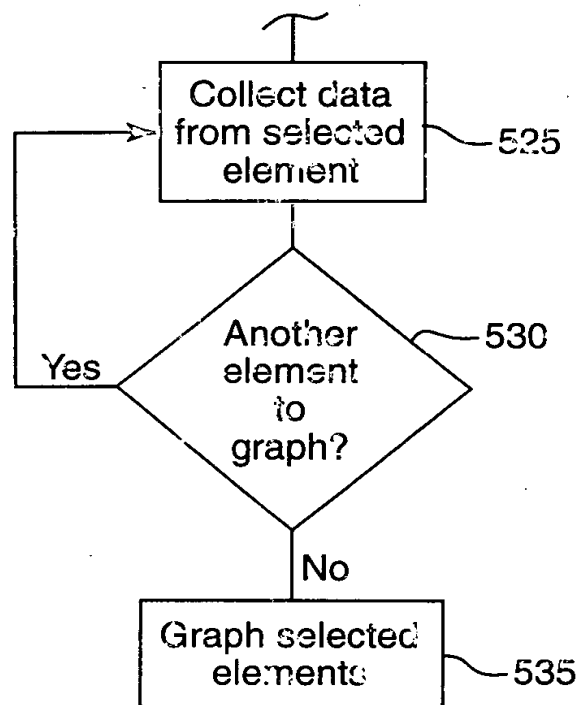 Collect data
from selected
element
525
Another
element
to
graph?
530
Yes
No
Graph selected
elements
535